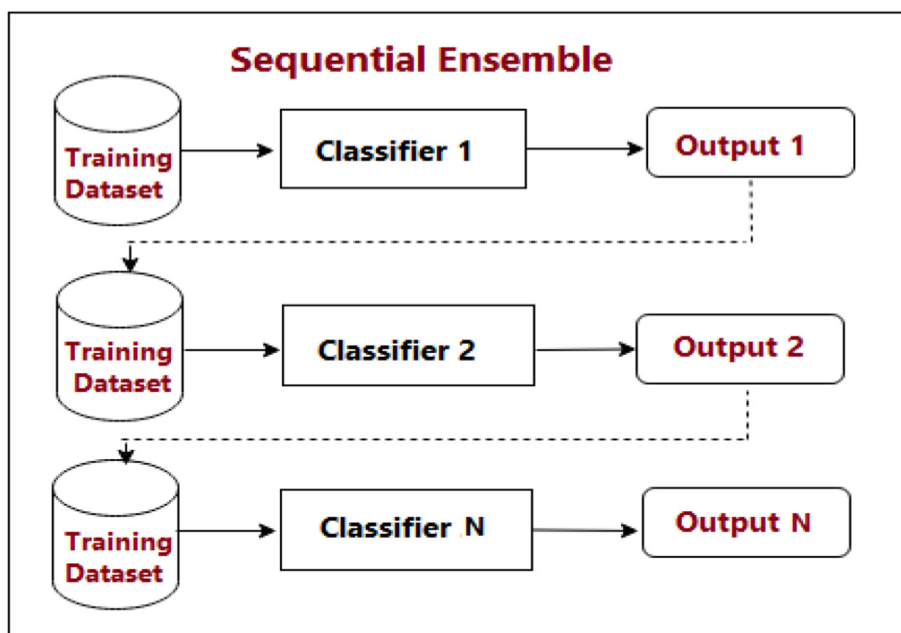 Sequential Ensemble
Training
Dataset
Classifier 1
Output 1
Training
Dataset
Classifier 2
Output 2
Training
Dataset
Classifier N
Output N